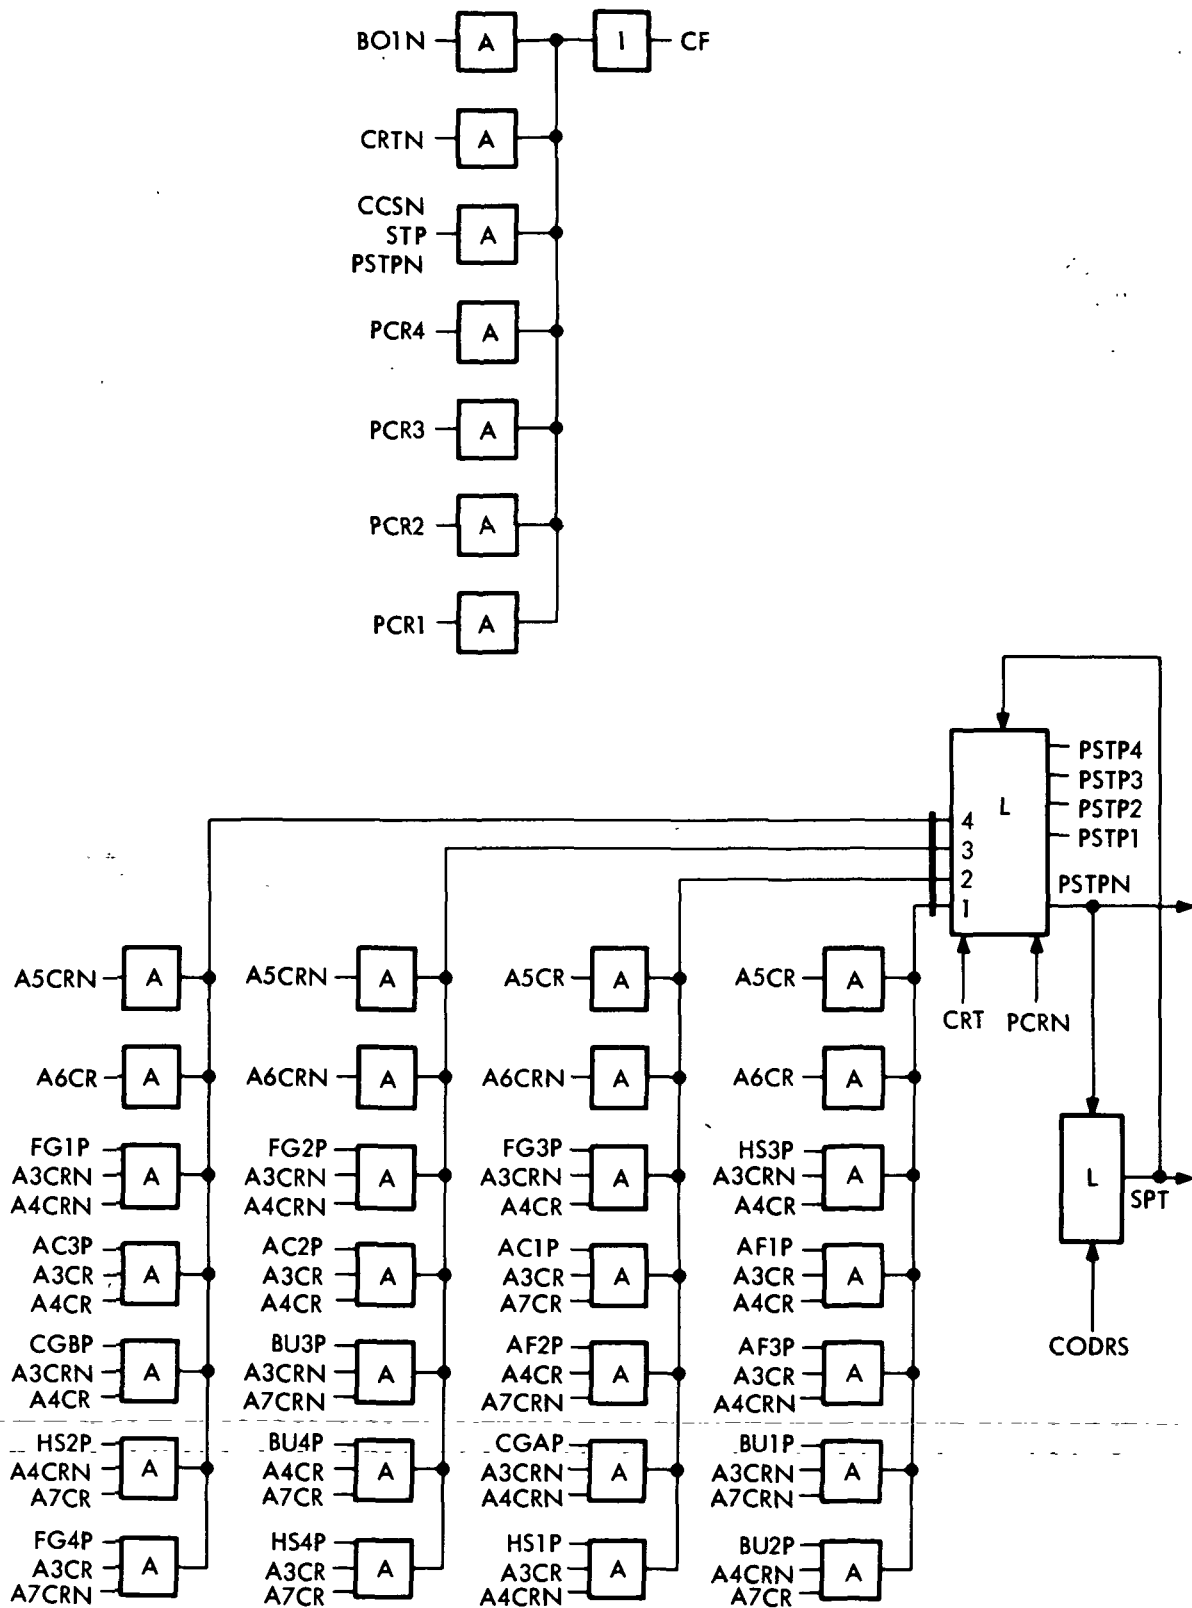 BO1N A I CF
CRTN A
CCSN
STP A
PSTPN
PCR4 A
PCR3 A
PCR2 A
PCR1 A
PSTP4
PSTP3
L
PSTP2
4
PSTP1
3
2
PSTPN
1
A5CRN A A5CRN A A5CR A A5CR A
CRT PCRN
A6CR A A6CRN A A6CRN A A6CR A
FG1P FG2P FG3P HS3P
A3CRN A A3CRN A A3CRN A A3CRN A L
A4CRN A4CRN A4CR A4CR SPT
AC3P AC2P AC1P AF1P
A3CR A A3CR A A3CR A A3CR A
A4CR A4CR A7CR A4CR
CODRS
CGBP BU3P AF2P AF3P
A3CRN A A3CRN A A4CR A A3CR A
A4CR A7CRN A7CRN A4CRN
HS2P BU4P CGAP BU1P
A4CRN A A4CR A A3CRN A A3CRN A
A7CR A7CR A4CRN A7CRN
FG4P HS4P HS1P BU2P
A3CR A A3CR A A3CR A A4CRN A
A7CRN A7CR A4CRN A7CR